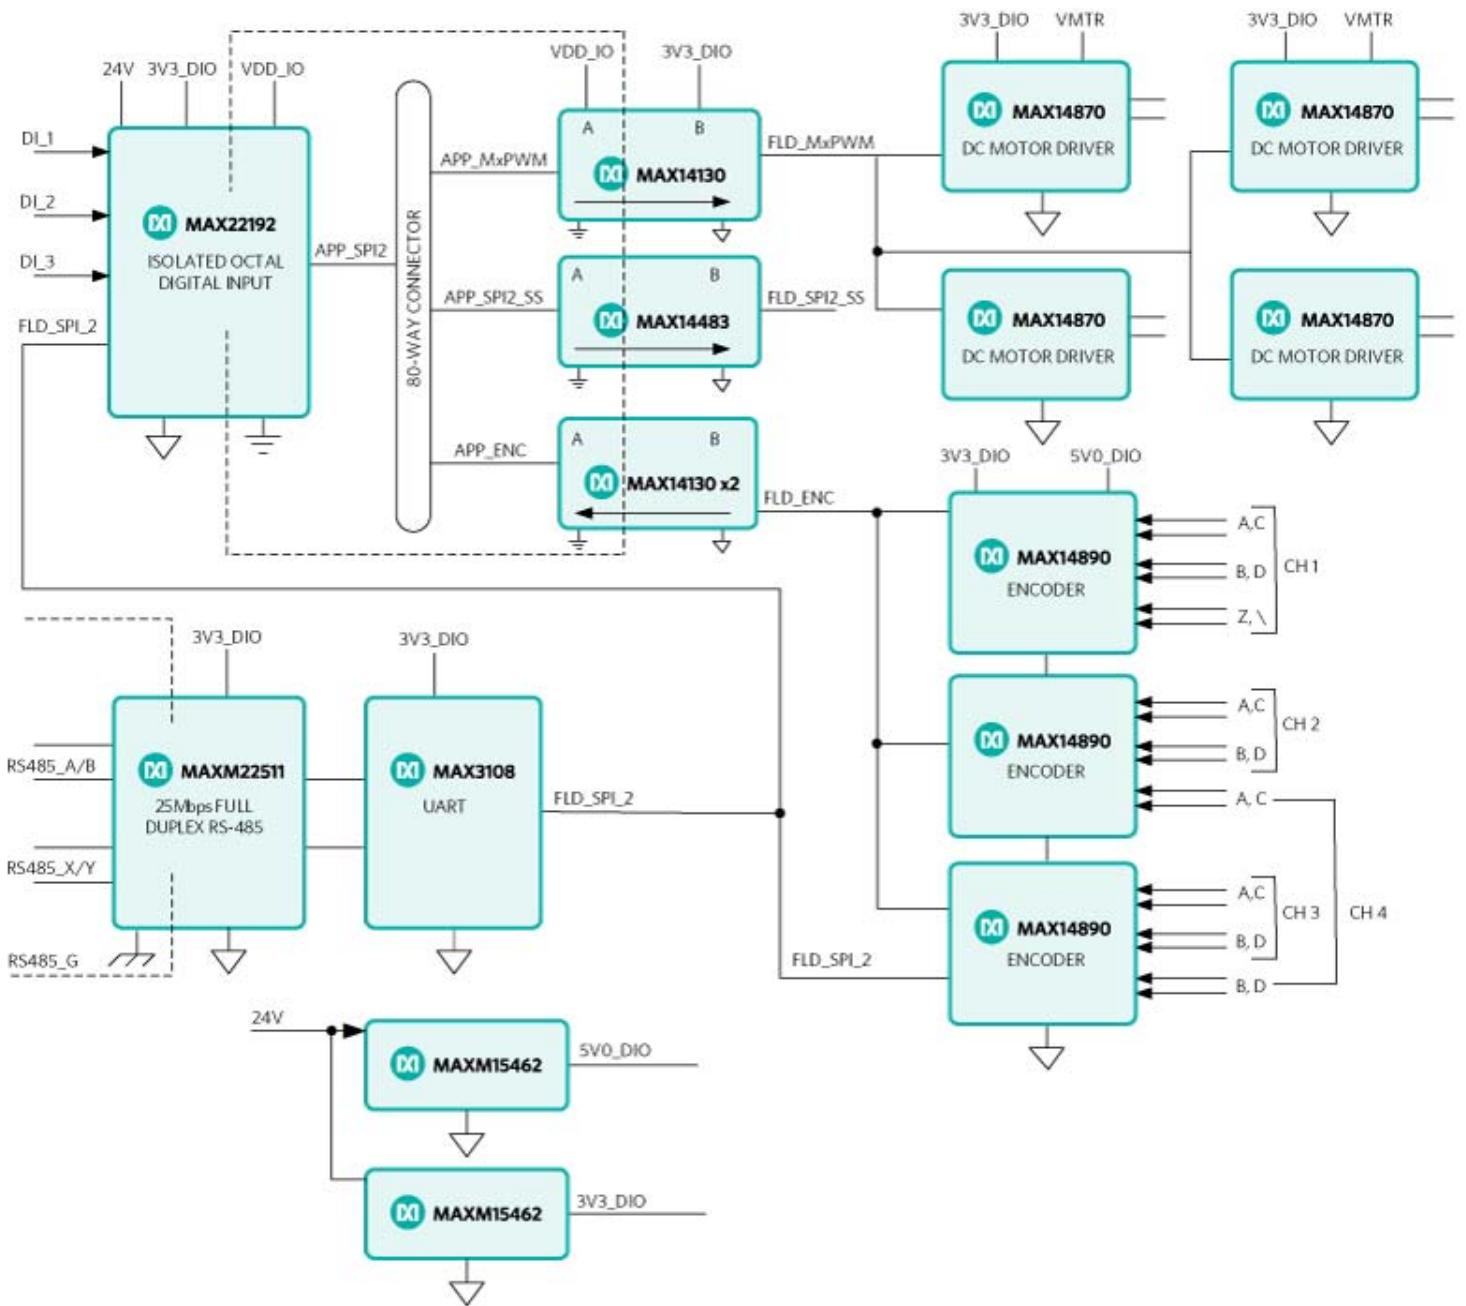 3V3_DIO
VMTR
3V3_DIO
VMTR
VDD_IO
3V3_DIO
24V
3V3_DIO
VDD_IO
DI_1
DI_2
DI_3
FLD_SPI_2
MAX22192
ISOLATED OCTAL
DIGITAL INPUT
APP_SPI2
80-WAY CONNECTOR
APP_MxPWM
A
B
MAX14130
FLD_MxPWM
APP_SPI2_SS
A
B
MAX14483
FLD_SPI2_SS
APP_ENC
A
B
MAX14130 x2
FLD_ENC
MAX14870
DC MOTOR DRIVER
MAX14870
DC MOTOR DRIVER
MAX14870
DC MOTOR DRIVER
MAX14870
DC MOTOR DRIVER
3V3_DIO
5V0_DIO
MAX14890
ENCODER
A,C
B, D
Z, \
CH 1
MAX14890
ENCODER
A,C
B, D
CH 2
A, C
MAX14890
ENCODER
A,C
B, D
CH 3
B, D
CH 4
3V3_DIO
3V3_DIO
RS485_A/B
RS485_X/Y
RS485_G
MAXM22511
25Mbps FULL
DUPLEX RS-485
MAX3108
UART
FLD_SPI_2
FLD_SPI_2
24V
MAXM15462
5V0_DIO
MAXM15462
3V3_DIO